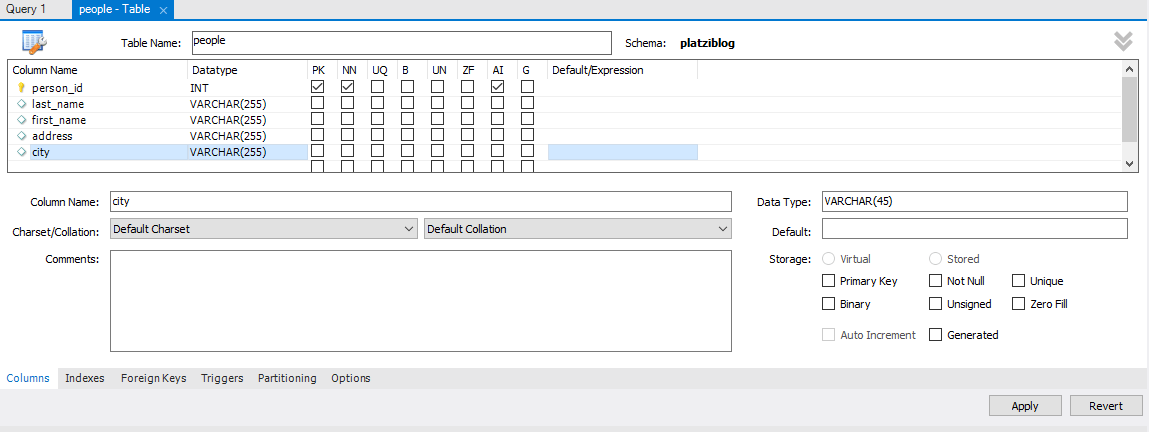 Query 1 people - Table
Table Name: people Schema: platziblog
Column Name Datatype PK NN UQ B UN ZF AI G Default/Expression
person_id INT
last_name VARCHAR(255)
first_name VARCHAR(255)
address VARCHAR(255)
city VARCHAR(255)
Column Name: city Data Type: VARCHAR(45)
Charset/Collation: Default Charset Default Collation Default:
Comments: Storage: Virtual Stored
Primary Key Not Null Unique
Binary Unsigned Zero Fill
Auto Increment Generated
Columns Indexes Foreign Keys Triggers Partitioning Options
Apply Revert